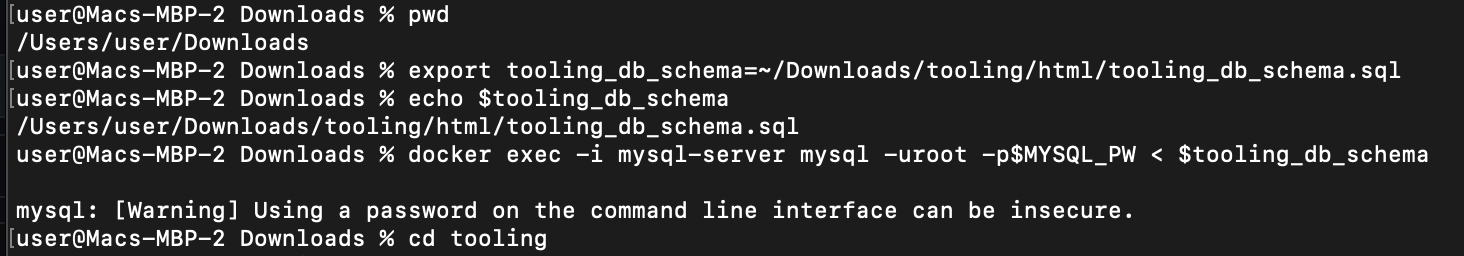 [user@Macs-MBP-2 Downloads % pwd
/Users/user/Downloads
[user@Macs-MBP-2 Downloads % export tooling_db_schema=~/Downloads/tooling/html/tooling_db_schema.sql
[user@Macs-MBP-2 Downloads % echo $tooling_db_schema
/Users/user/Downloads/tooling/html/tooling_db_schema.sql
user@Macs-MBP-2 Downloads % docker exec -i mysql-server mysql -uroot -p$MYSQL_PW < $tooling_db_schema
mysql: [Warning] Using a password on the command line interface can be insecure.
[user@Macs-MBP-2 Downloads % cd tooling